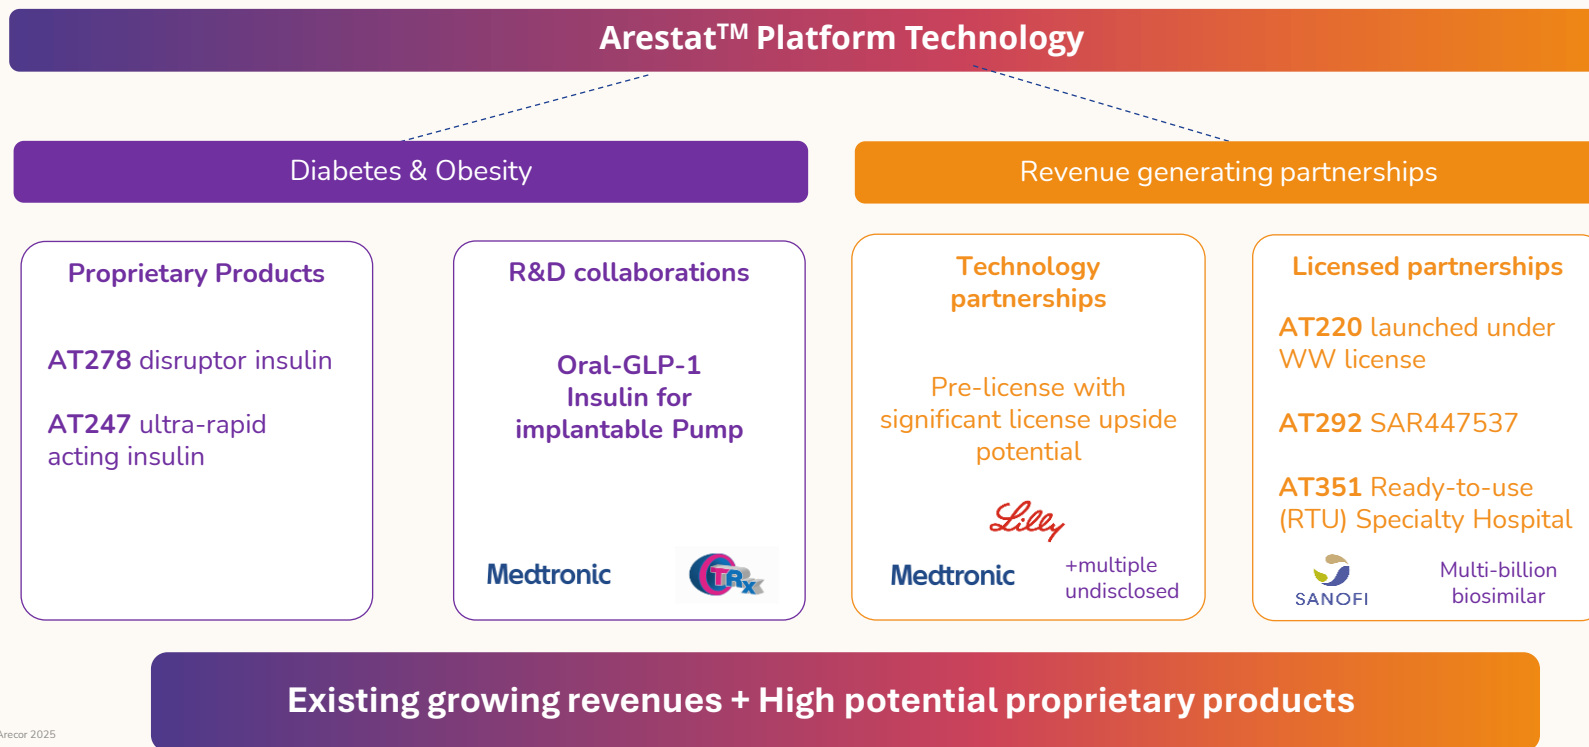 Arestat™ Platform Technology
Diabetes & Obesity
Revenue generating partnerships
Proprietary Products
AT278 disruptor insulin
AT247 ultra-rapid
acting insulin
R&D collaborations
Oral-GLP-1
Insulin for
implantable Pump
Medtronic
TRx
Technology
partnerships
Pre-license with
significant license upside
potential
Lilly
Medtronic
+multiple
undisclosed
Licensed partnerships
AT220 launched under
WW license
AT292 SAR447537
AT351 Ready-to-use
(RTU) Specialty Hospital
SANOFI
Multi-billion
biosimilar
Existing growing revenues + High potential proprietary products
Arecor 2025